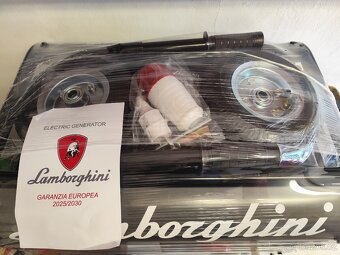 ELECTRIC GENERATOR
Lamborghini
GARANZIA EUROPEA
2025/2030
Lamborghini